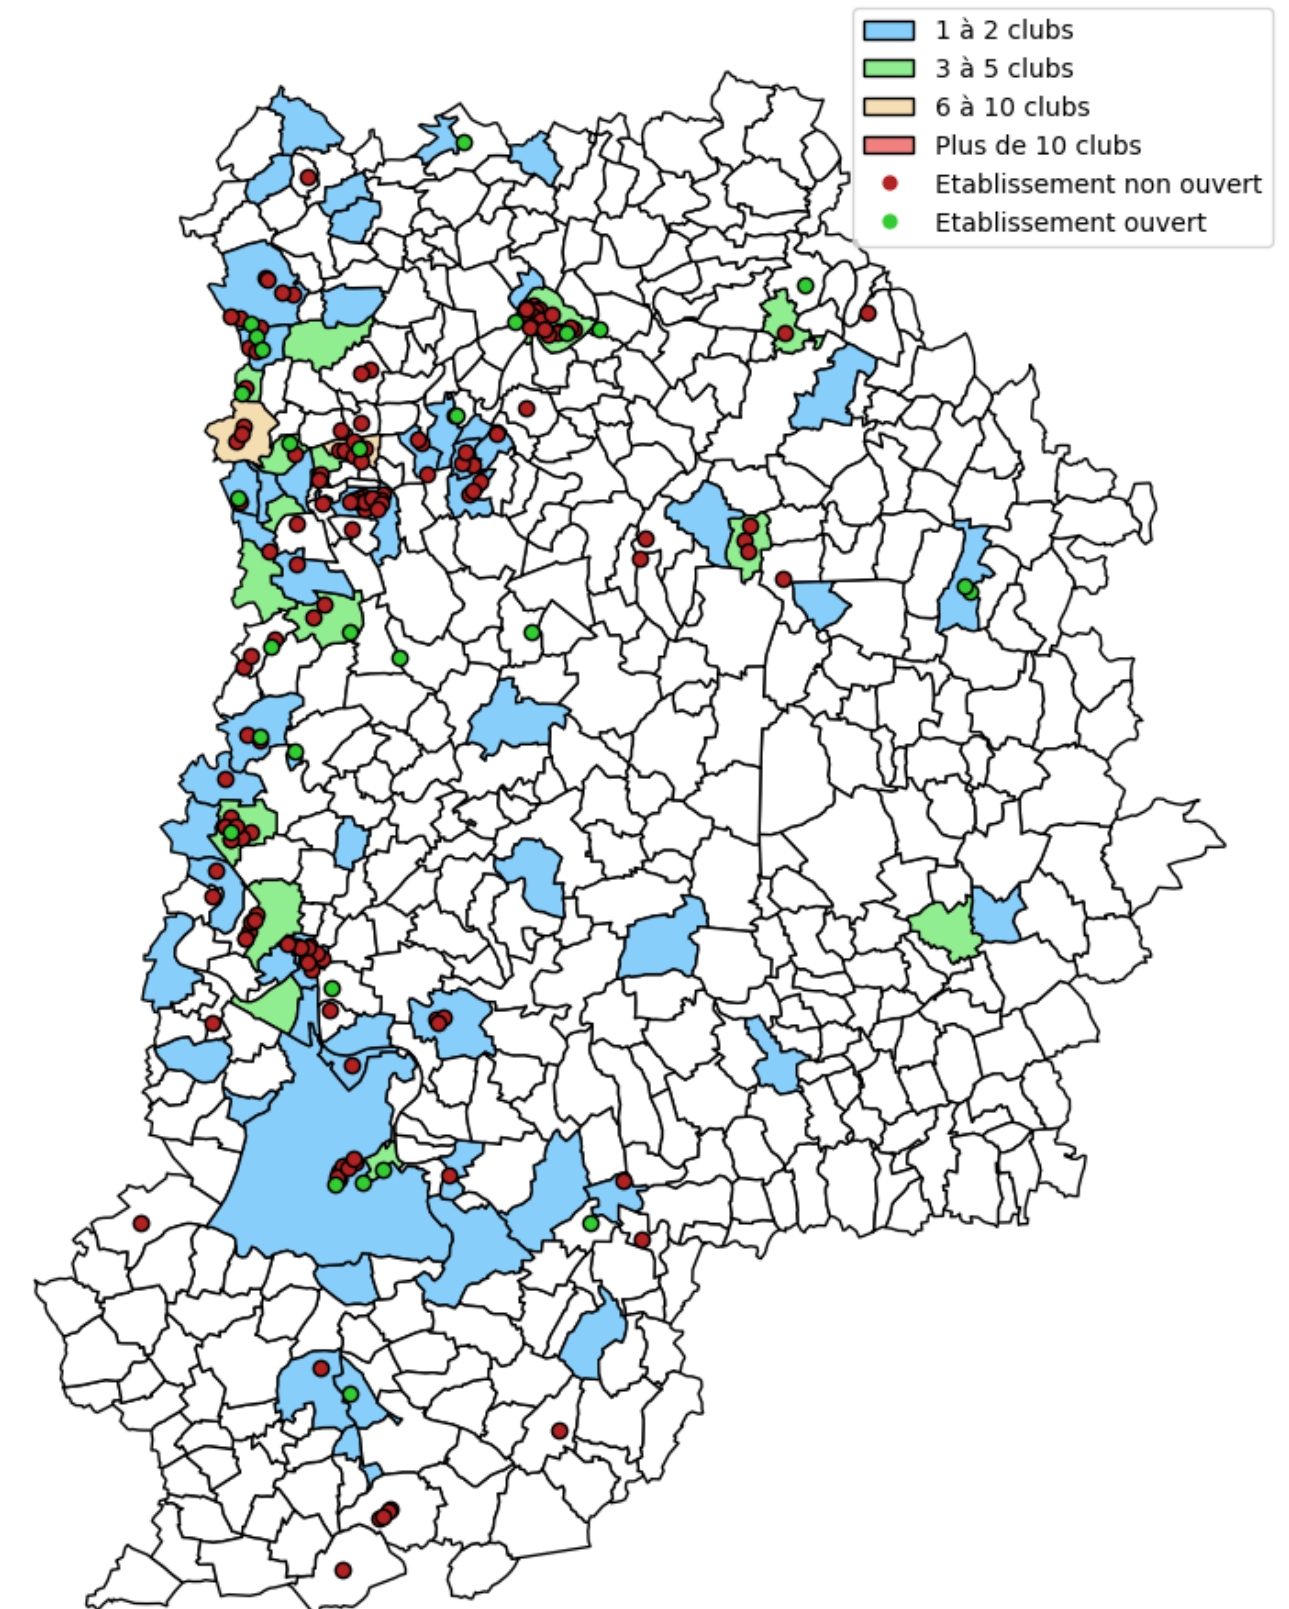 1 à 2 clubs
3 à 5 clubs
6 à 10 clubs
Plus de 10 clubs
Etablissement non ouvert
Etablissement ouvert